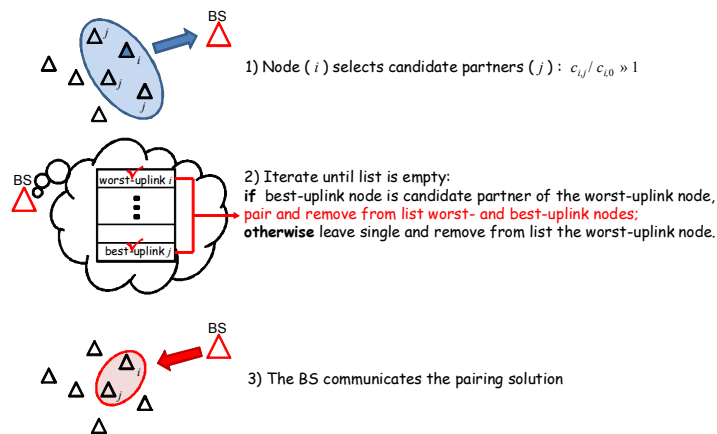 BS
j
i
j
j
1) Node ( i ) selects candidate partners ( j ) : c_{i,j} / c_{i,0} » 1
BS
worst-uplink i
best-uplink j
2) Iterate until list is empty:
if best-uplink node is candidate partner of the worst-uplink node,
pair and remove from list worst- and best-uplink nodes;
otherwise leave single and remove from list the worst-uplink node.
BS
i
j
3) The BS communicates the pairing solution